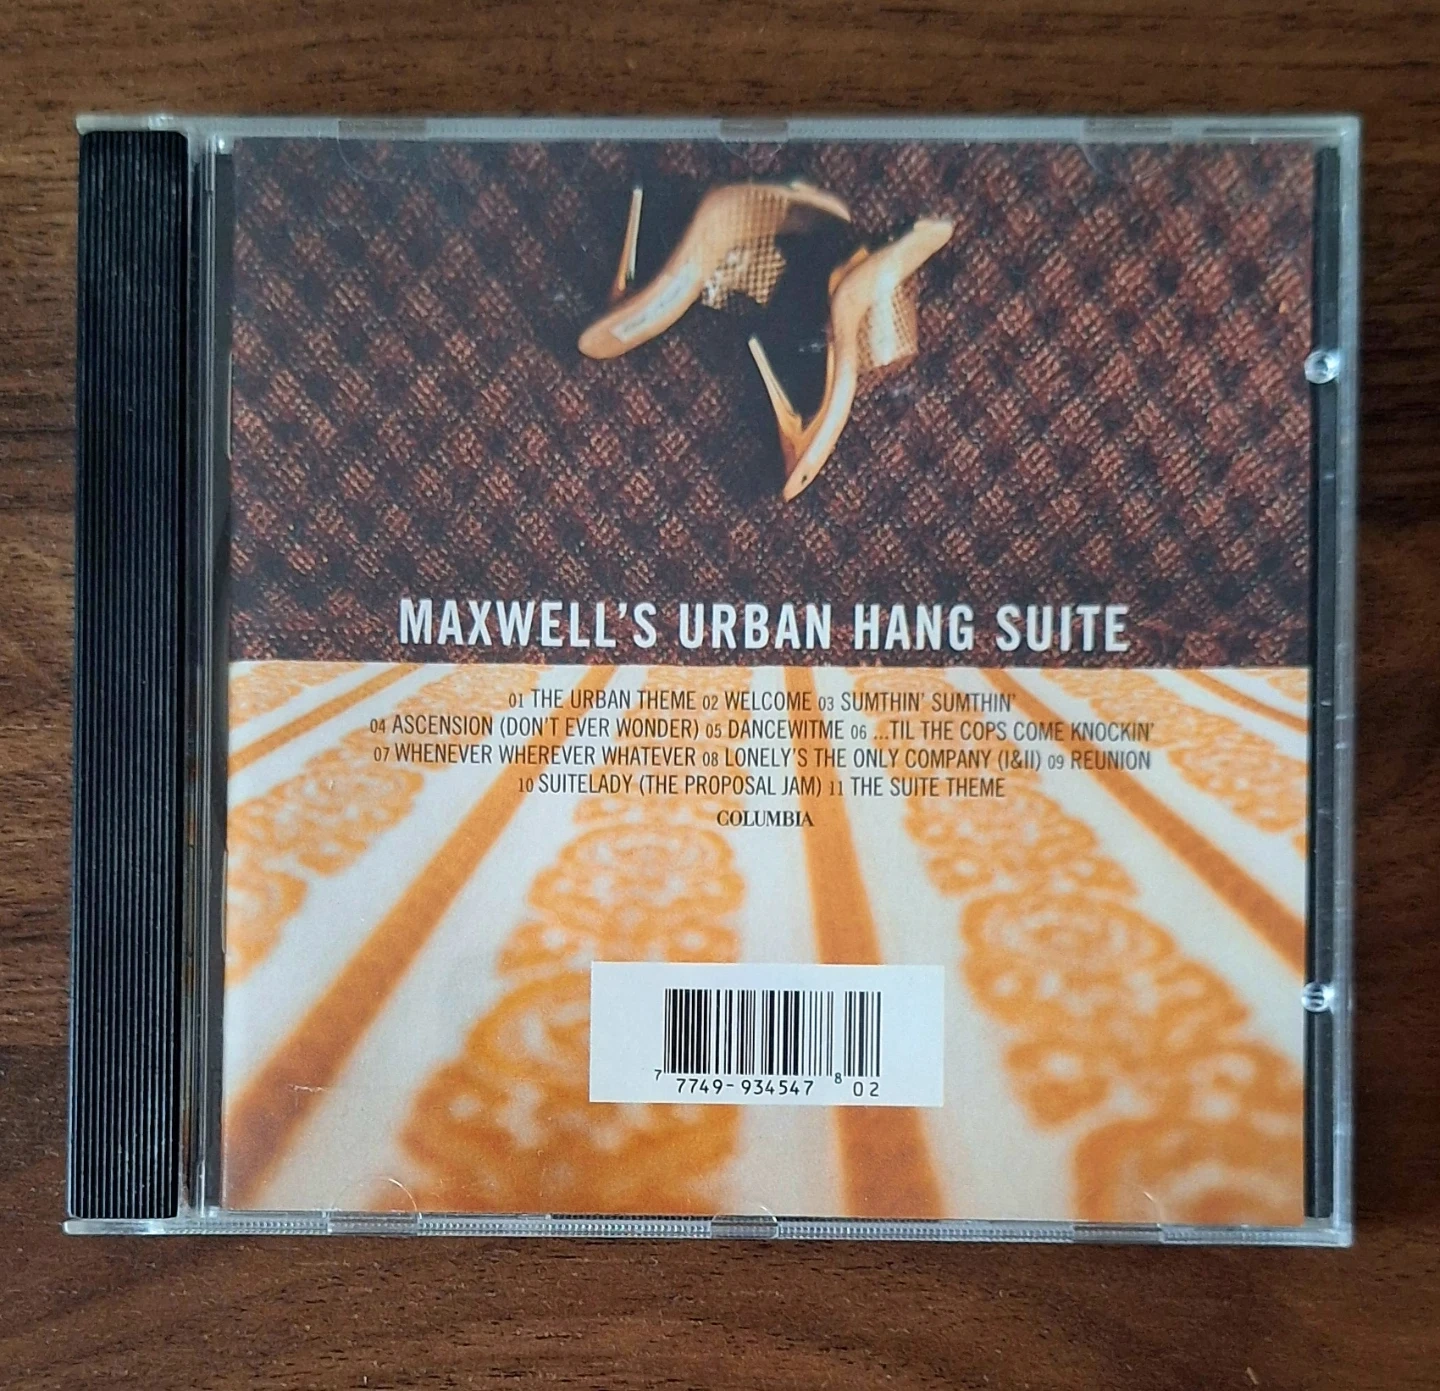 MAXWELL'S URBAN HANG SUITE
01 THE URBAN THEME 02 WELCOME 03 SUMTHIN' SUMTHIN'
04 ASCENSION (DON'T EVER WONDER) 05 DANCEWITME 06 ...TIL THE COPS COME KNOCKIN'
07 WHENEVER WHEREVER WHATEVER 08 LONELY'S THE ONLY COMPANY (I&II) 09 REUNION
10 SUITELADY (THE PROPOSAL JAM) 11 THE SUITE THEME
COLUMBIA
7 7749-934547 8 02